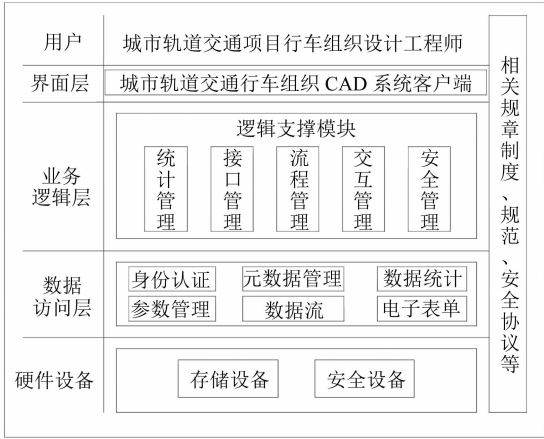 用户
城市轨道交通项目行车组织设计工程师
界面层
城市轨道交通行车组织 CAD 系统客户端
业务
逻辑层
逻辑支撑模块
统计管理
接口管理
流程管理
交互管理
安全管理
数据
访问层
身份认证
元数据管理
数据统计
参数管理
数据流
电子表单
硬件设备
存储设备
安全设备
相关规章制度、规范、安全协议等